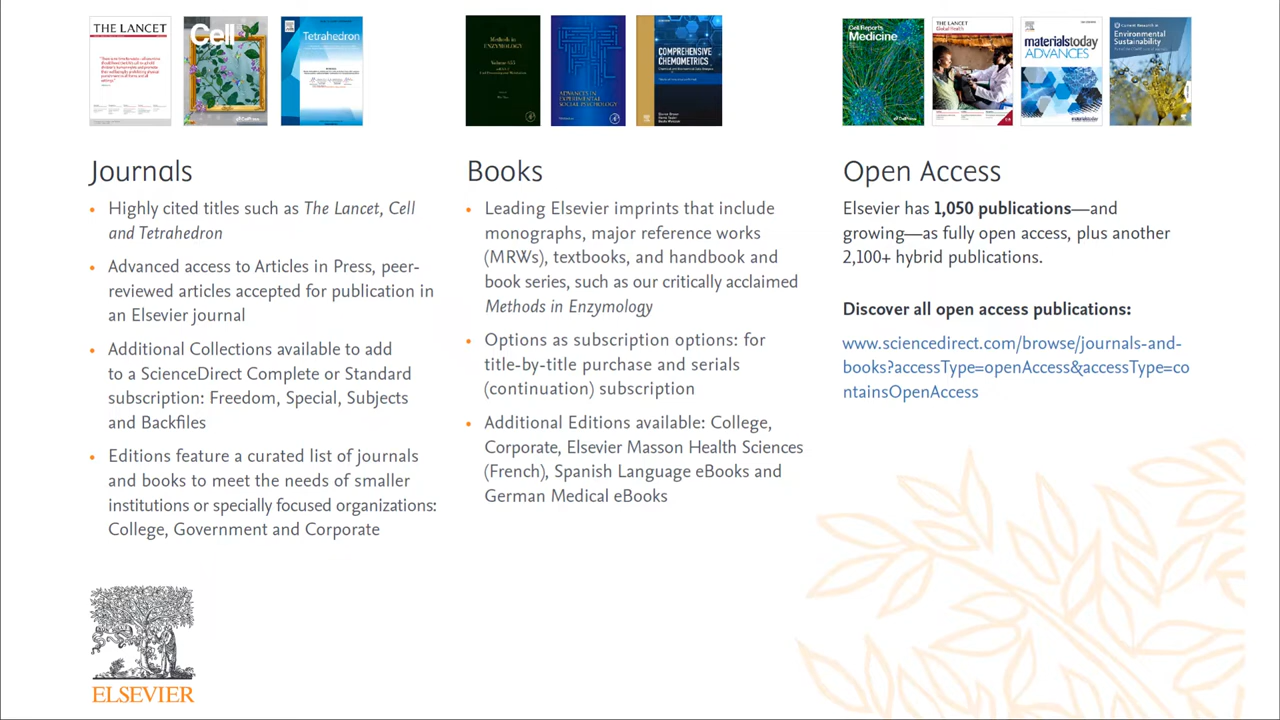 THE LANCET
Cell
Tetrahedron
Methods in
ENZYMOLOGY
ADVANCES IN
EXPERIMENTAL
SOCIAL PSYCHOLOGY
COMPREHENSIVE
CHEMOMETRICS
Cell Reports
Medicine
THE LANCET
Global Health
materialstoday
ADVANCES
Current Research in
Environmental
Sustainability
Journals
• Highly cited titles such as The Lancet, Cell
and Tetrahedron
• Advanced access to Articles in Press, peer-
reviewed articles accepted for publication in
an Elsevier journal
• Additional Collections available to add
to a ScienceDirect Complete or Standard
subscription: Freedom, Special, Subjects
and Backfiles
• Editions feature a curated list of journals
and books to meet the needs of smaller
institutions or specially focused organizations:
College, Government and Corporate
Books
• Leading Elsevier imprints that include
monographs, major reference works
(MRWs), textbooks, and handbook and
book series, such as our critically acclaimed
Methods in Enzymology
• Options as subscription options: for
title-by-title purchase and serials
(continuation) subscription
• Additional Editions available: College,
Corporate, Elsevier Masson Health Sciences
(French), Spanish Language eBooks and
German Medical eBooks
Open Access
Elsevier has 1,050 publications—and
growing—as fully open access, plus another
2,100+ hybrid publications.
Discover all open access publications:
www.sciencedirect.com/browse/journals-and-
books?accessType=openAccess&accessType=co
ntainsOpenAccess
ELSEVIER